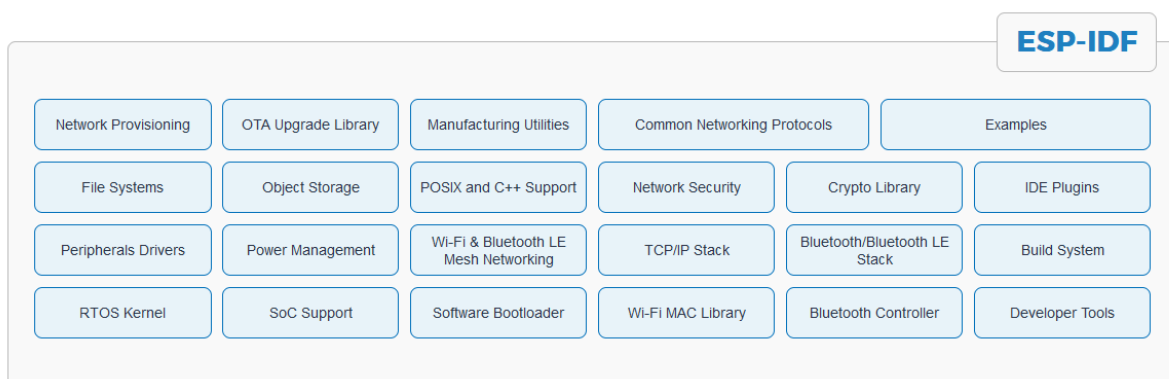 ESP-IDF
Network Provisioning
OTA Upgrade Library
Manufacturing Utilities
Common Networking Protocols
Examples
File Systems
Object Storage
POSIX and C++ Support
Network Security
Crypto Library
IDE Plugins
Peripherals Drivers
Power Management
Wi-Fi & Bluetooth LE
Mesh Networking
TCP/IP Stack
Bluetooth/Bluetooth LE
Stack
Build System
RTOS Kernel
SoC Support
Software Bootloader
Wi-Fi MAC Library
Bluetooth Controller
Developer Tools